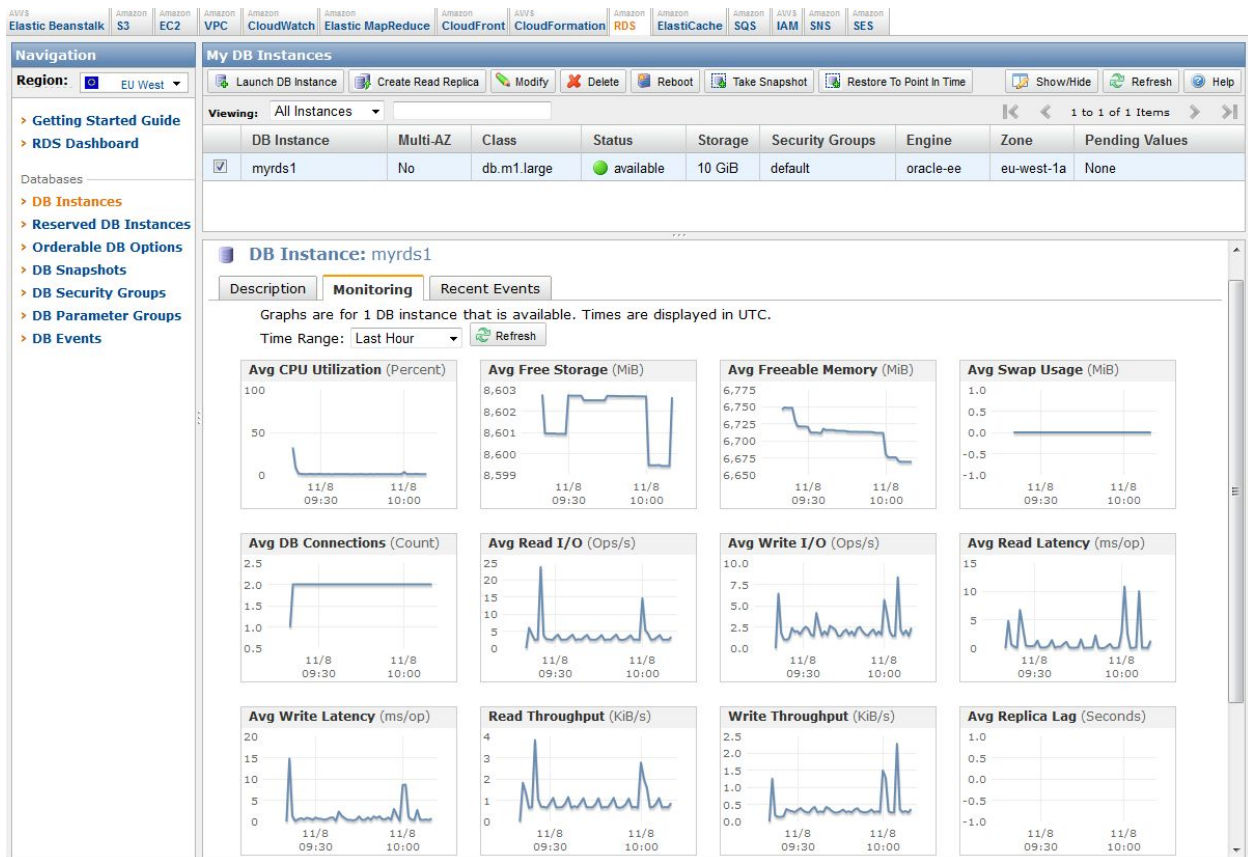 AWS Amazon Amazon Amazon Amazon Amazon Amazon AWS Amazon Amazon Amazon AWS Amazon Amazon
Elastic Beanstalk S3 EC2 VPC CloudWatch Elastic MapReduce CloudFront CloudFormation RDS ElastiCache SQS IAM SNS SES
Navigation
Region: EU West
Getting Started Guide
RDS Dashboard
Databases
DB Instances
Reserved DB Instances
Orderable DB Options
DB Snapshots
DB Security Groups
DB Parameter Groups
DB Events
My DB Instances
Launch DB Instance Create Read Replica Modify Delete Reboot Take Snapshot Restore To Point In Time Show/Hide Refresh Help
Viewing: All Instances 1 to 1 of 1 Items
DB Instance Multi-AZ Class Status Storage Security Groups Engine Zone Pending Values
myrds1 No db.m1.large available 10 GiB default oracle-ee eu-west-1a None
DB Instance: myrds1
Description Monitoring Recent Events
Graphs are for 1 DB instance that is available. Times are displayed in UTC.
Time Range: Last Hour Refresh
Avg CPU Utilization (Percent)
100
50
0
11/8 11/8
09:30 10:00
Avg Free Storage (MiB)
8,603
8,602
8,601
8,600
8,599
11/8 11/8
09:30 10:00
Avg Freeable Memory (MiB)
6,775
6,750
6,725
6,700
6,675
6,650
11/8 11/8
09:30 10:00
Avg Swap Usage (MiB)
1.0
0.5
0.0
-0.5
-1.0
11/8 11/8
09:30 10:00
Avg DB Connections (Count)
2.5
2.0
1.5
1.0
0.5
11/8 11/8
09:30 10:00
Avg Read I/O (Ops/s)
25
20
15
10
5
0
11/8 11/8
09:30 10:00
Avg Write I/O (Ops/s)
10.0
7.5
5.0
2.5
0.0
11/8 11/8
09:30 10:00
Avg Read Latency (ms/op)
15
10
5
0
11/8 11/8
09:30 10:00
Avg Write Latency (ms/op)
20
15
10
5
0
11/8 11/8
09:30 10:00
Read Throughput (KiB/s)
4
3
2
1
0
11/8 11/8
09:30 10:00
Write Throughput (KiB/s)
2.5
2.0
1.5
1.0
0.5
0.0
11/8 11/8
09:30 10:00
Avg Replica Lag (Seconds)
1.0
0.5
0.0
-0.5
-1.0
11/8 11/8
09:30 10:00